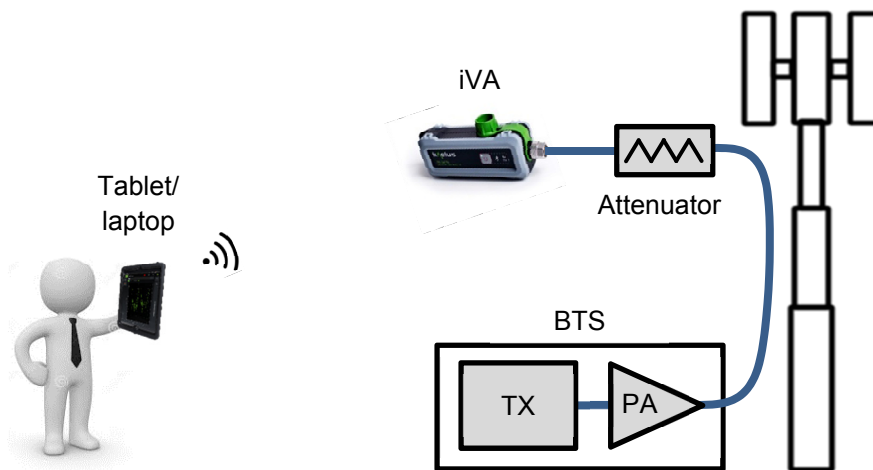 iVA
Attenuator
Tablet/
laptop
BTS
TX
PA